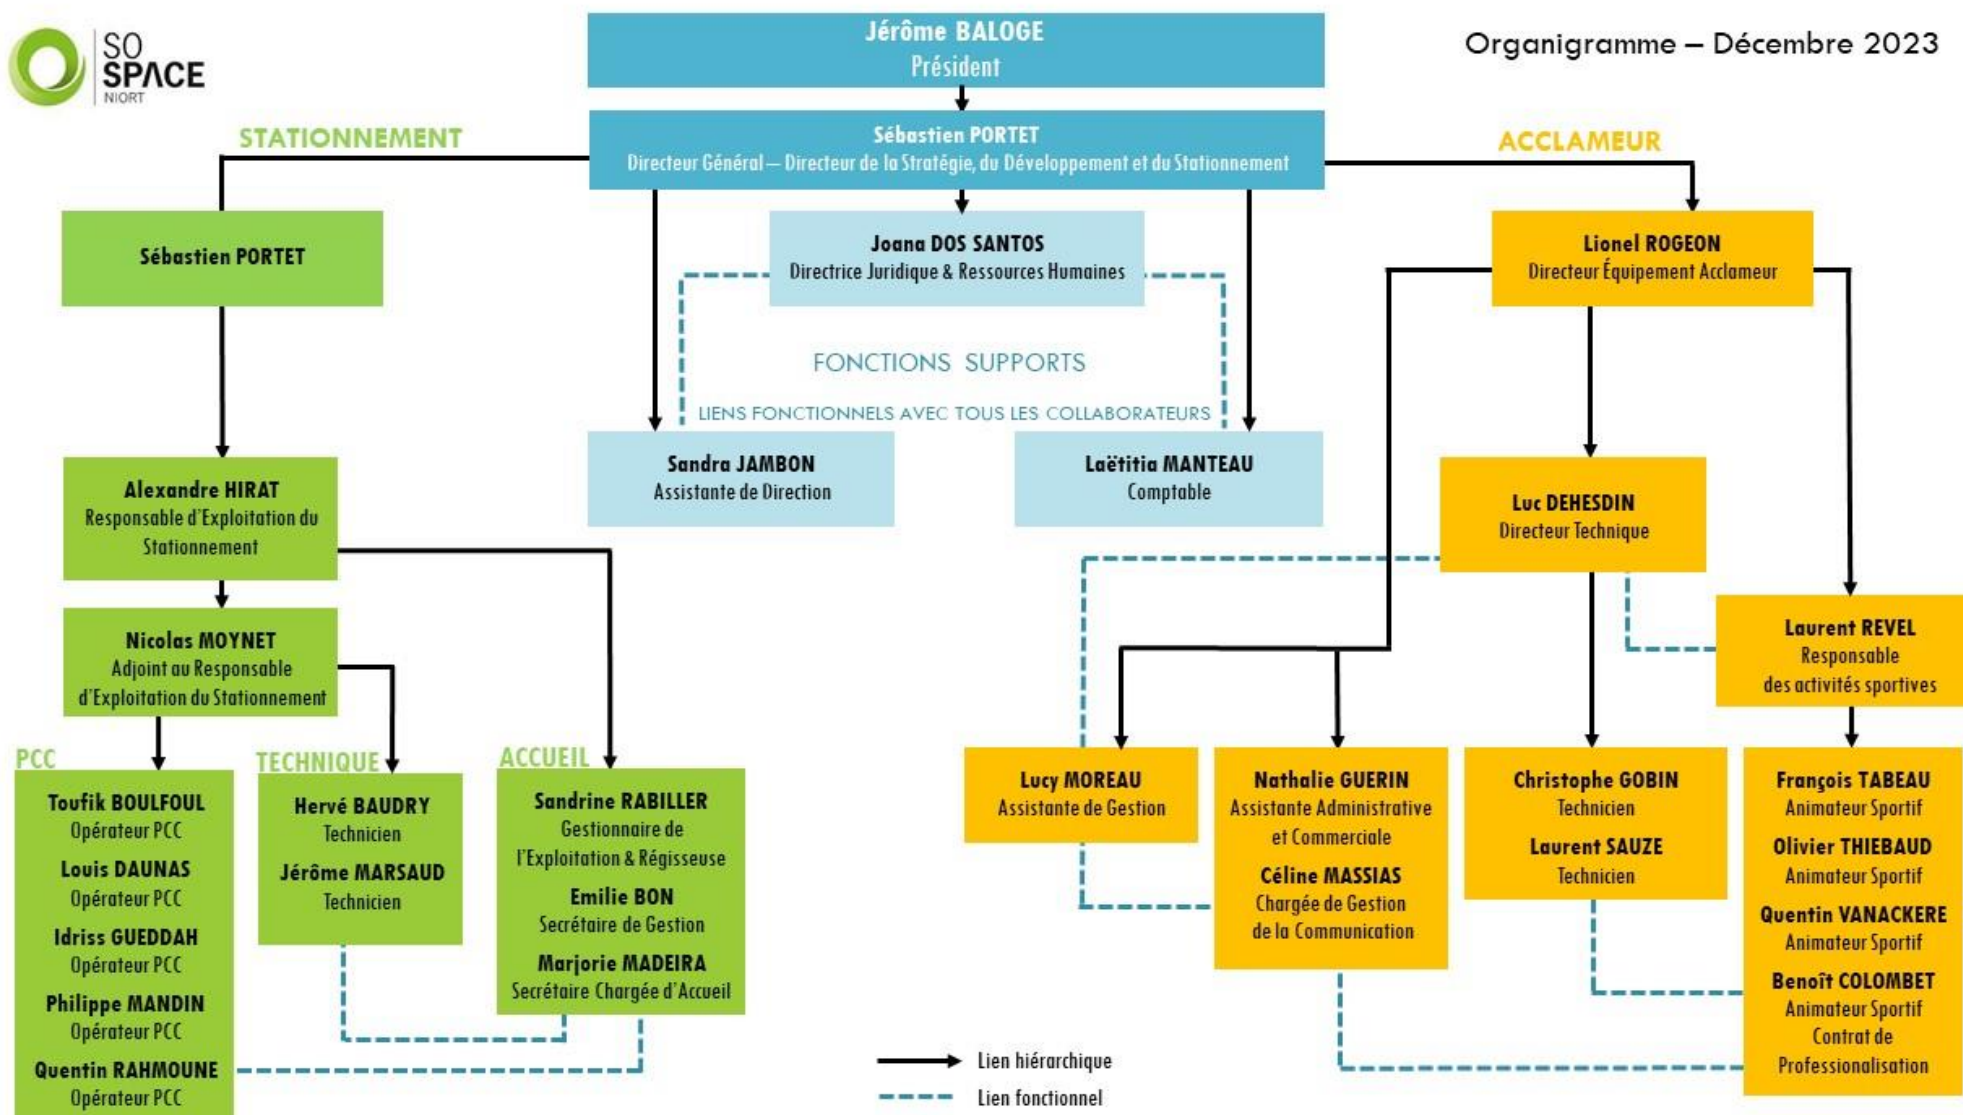 SO
SPACE
NIORT
Jérôme BALOGE
Président
Organigramme – Décembre 2023
STATIONNEMENT
Sébastien PORTET
Directeur Général – Directeur de la Stratégie, du Développement et du Stationnement
ACCLAMEUR
Sébastien PORTET
Joana DOS SANTOS
Directrice Juridique & Ressources Humaines
Lionel ROGEON
Directeur Équipement Acclameur
FONCTIONS SUPPORTS
LIENS FONCTIONNELS AVEC TOUS LES COLLABORATEURS
Sandra JAMBON
Assistante de Direction
Laëtitia MANTEAU
Comptable
Alexandre HIRAT
Responsable d'Exploitation du
Stationnement
Luc DEHESDIN
Directeur Technique
Nicolas MOYNET
Adjoint au Responsable
d'Exploitation du Stationnement
Laurent REVEL
Responsable
des activités sportives
PCC
Toufik BOULFOUL
Opérateur PCC
Louis DAUNAS
Opérateur PCC
Idriss GUEDDAH
Opérateur PCC
Philippe MANDIN
Opérateur PCC
Quentin RAHMOUNE
Opérateur PCC
TECHNIQUE
Hervé BAUDRY
Technicien
Jérôme MARSAUD
Technicien
ACCUEIL
Sandrine RABILLER
Gestionnaire de
l'Exploitation & Régisseuse
Emilie BON
Secrétaire de Gestion
Marjorie MADEIRA
Secrétaire Chargée d'Accueil
Lucy MOREAU
Assistante de Gestion
Nathalie GUERIN
Assistante Administrative
et Commerciale
Céline MASSIAS
Chargée de Gestion
de la Communication
Christophe GOBIN
Technicien
Laurent SAUZE
Technicien
François TABEAU
Animateur Sportif
Olivier THIEBAUD
Animateur Sportif
Quentin VANACKERE
Animateur Sportif
Benoît COLOMBET
Animateur Sportif
Contrat de
Professionalisation
Lien hiérarchique
Lien fonctionnel